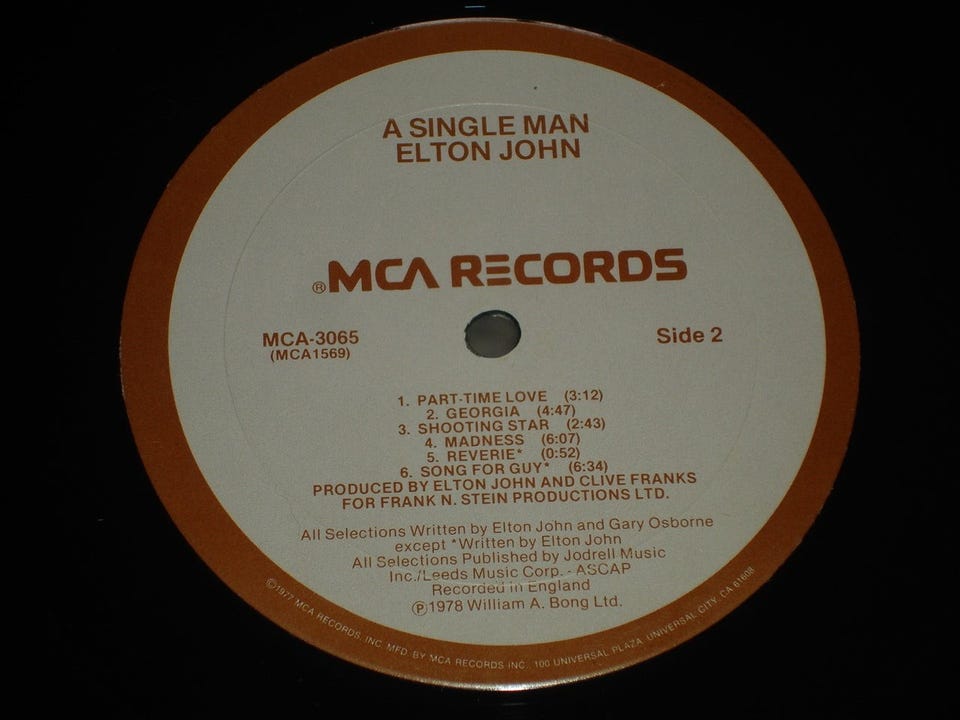 A SINGLE MAN
ELTON JOHN
®MCA RECORDS
MCA-3065
(MCA1569)
Side 2
1. PART-TIME LOVE (3:12)
2. GEORGIA (4:47)
3. SHOOTING STAR (2:43)
4. MADNESS (6:07)
5. REVERIE* (0:52)
6. SONG FOR GUY* (6:34)
PRODUCED BY ELTON JOHN AND CLIVE FRANKS
FOR FRANK N. STEIN PRODUCTIONS LTD.
All Selections Written by Elton John and Gary Osborne
except *Written by Elton John
All Selections Published by Jodrell Music
Inc./Leeds Music Corp. - ASCAP
Recorded in England
℗1978 William A. Bong Ltd.
©1977 MCA RECORDS, INC. MFD. BY MCA RECORDS INC., 100 UNIVERSAL PLAZA, UNIVERSAL CITY, CA 61608